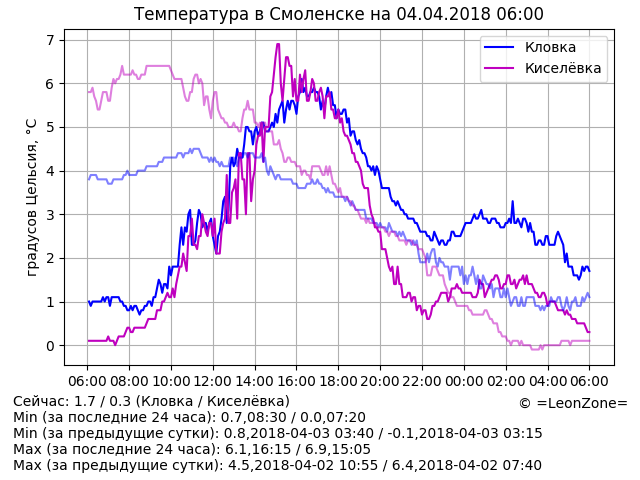 Температура в Смоленске на 04.04.2018 06:00
Кловка
Киселёвка
градусов Цельсия, °C
7
6
5
4
3
2
1
0
06:00 08:00 10:00 12:00 14:00 16:00 18:00 20:00 22:00 00:00 02:00 04:00 06:00
Сейчас: 1.7 / 0.3 (Кловка / Киселёвка)
© =LeonZone=
Min (за последние 24 часа): 0.7,08:30 / 0.0,07:20
Min (за предыдущие сутки): 0.8,2018-04-03 03:40 / -0.1,2018-04-03 03:15
Max (за последние 24 часа): 6.1,16:15 / 6.9,15:05
Max (за предыдущие сутки): 4.5,2018-04-02 10:55 / 6.4,2018-04-02 07:40